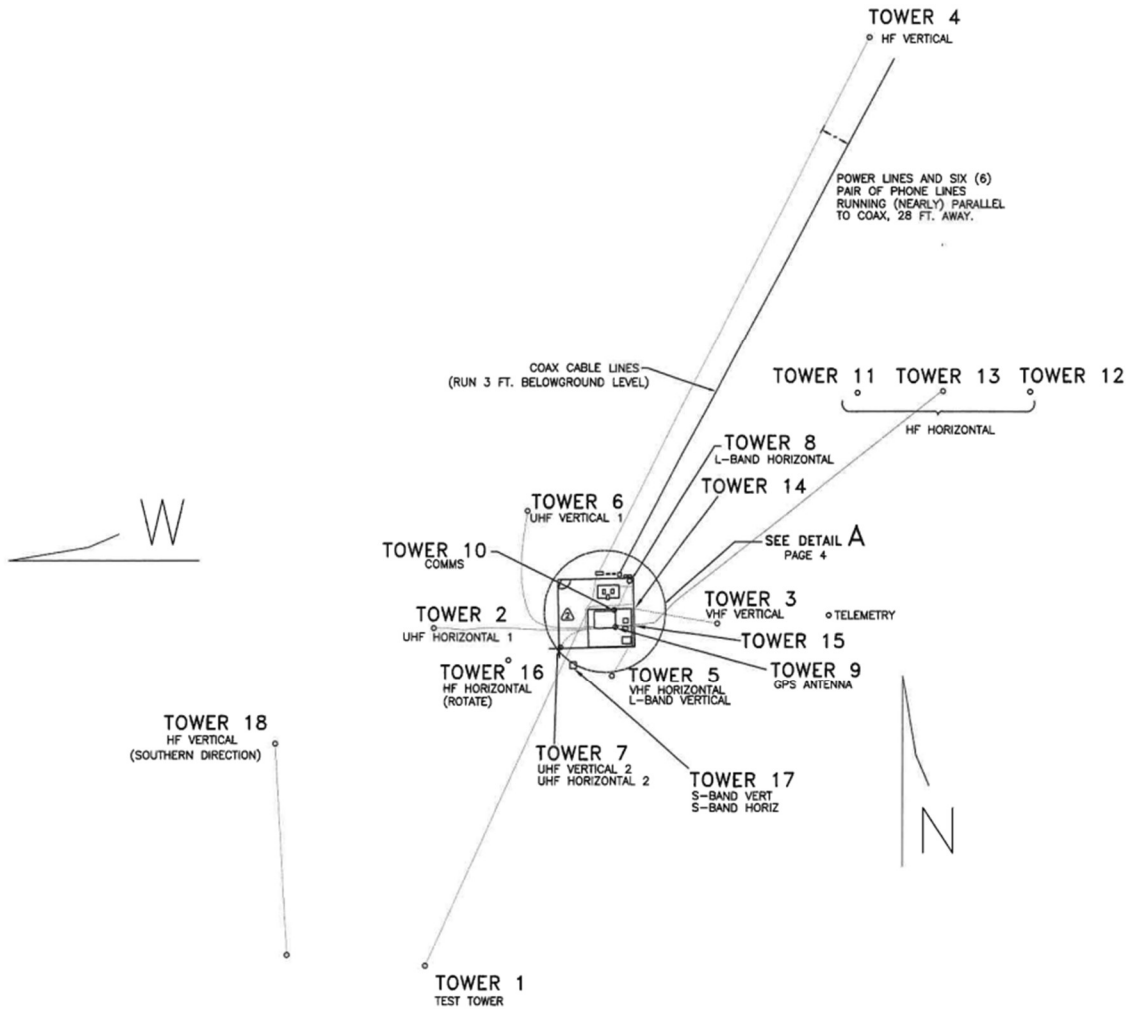 TOWER 4
HF VERTICAL
POWER LINES AND SIX (6)
PAIR OF PHONE LINES
RUNNING (NEARLY) PARALLEL
TO COAX, 28 FT. AWAY.
COAX CABLE LINES
(RUN 3 FT. BELOWGROUND LEVEL)
TOWER 11
TOWER 13
TOWER 12
HF HORIZONTAL
TOWER 8
L-BAND HORIZONTAL
TOWER 14
W
TOWER 6
UHF VERTICAL 1
SEE DETAIL A
PAGE 4
TOWER 10
COMMS
TOWER 2
UHF HORIZONTAL 1
TOWER 3
VHF VERTICAL
TELEMETRY
TOWER 15
TOWER 16
HF HORIZONTAL
(ROTATE)
TOWER 5
VHF HORIZONTAL
L-BAND VERTICAL
TOWER 9
GPS ANTENNA
TOWER 18
HF VERTICAL
(SOUTHERN DIRECTION)
TOWER 7
UHF VERTICAL 2
UHF HORIZONTAL 2
TOWER 17
S-BAND VERT
S-BAND HORIZ
N
TOWER 1
TEST TOWER